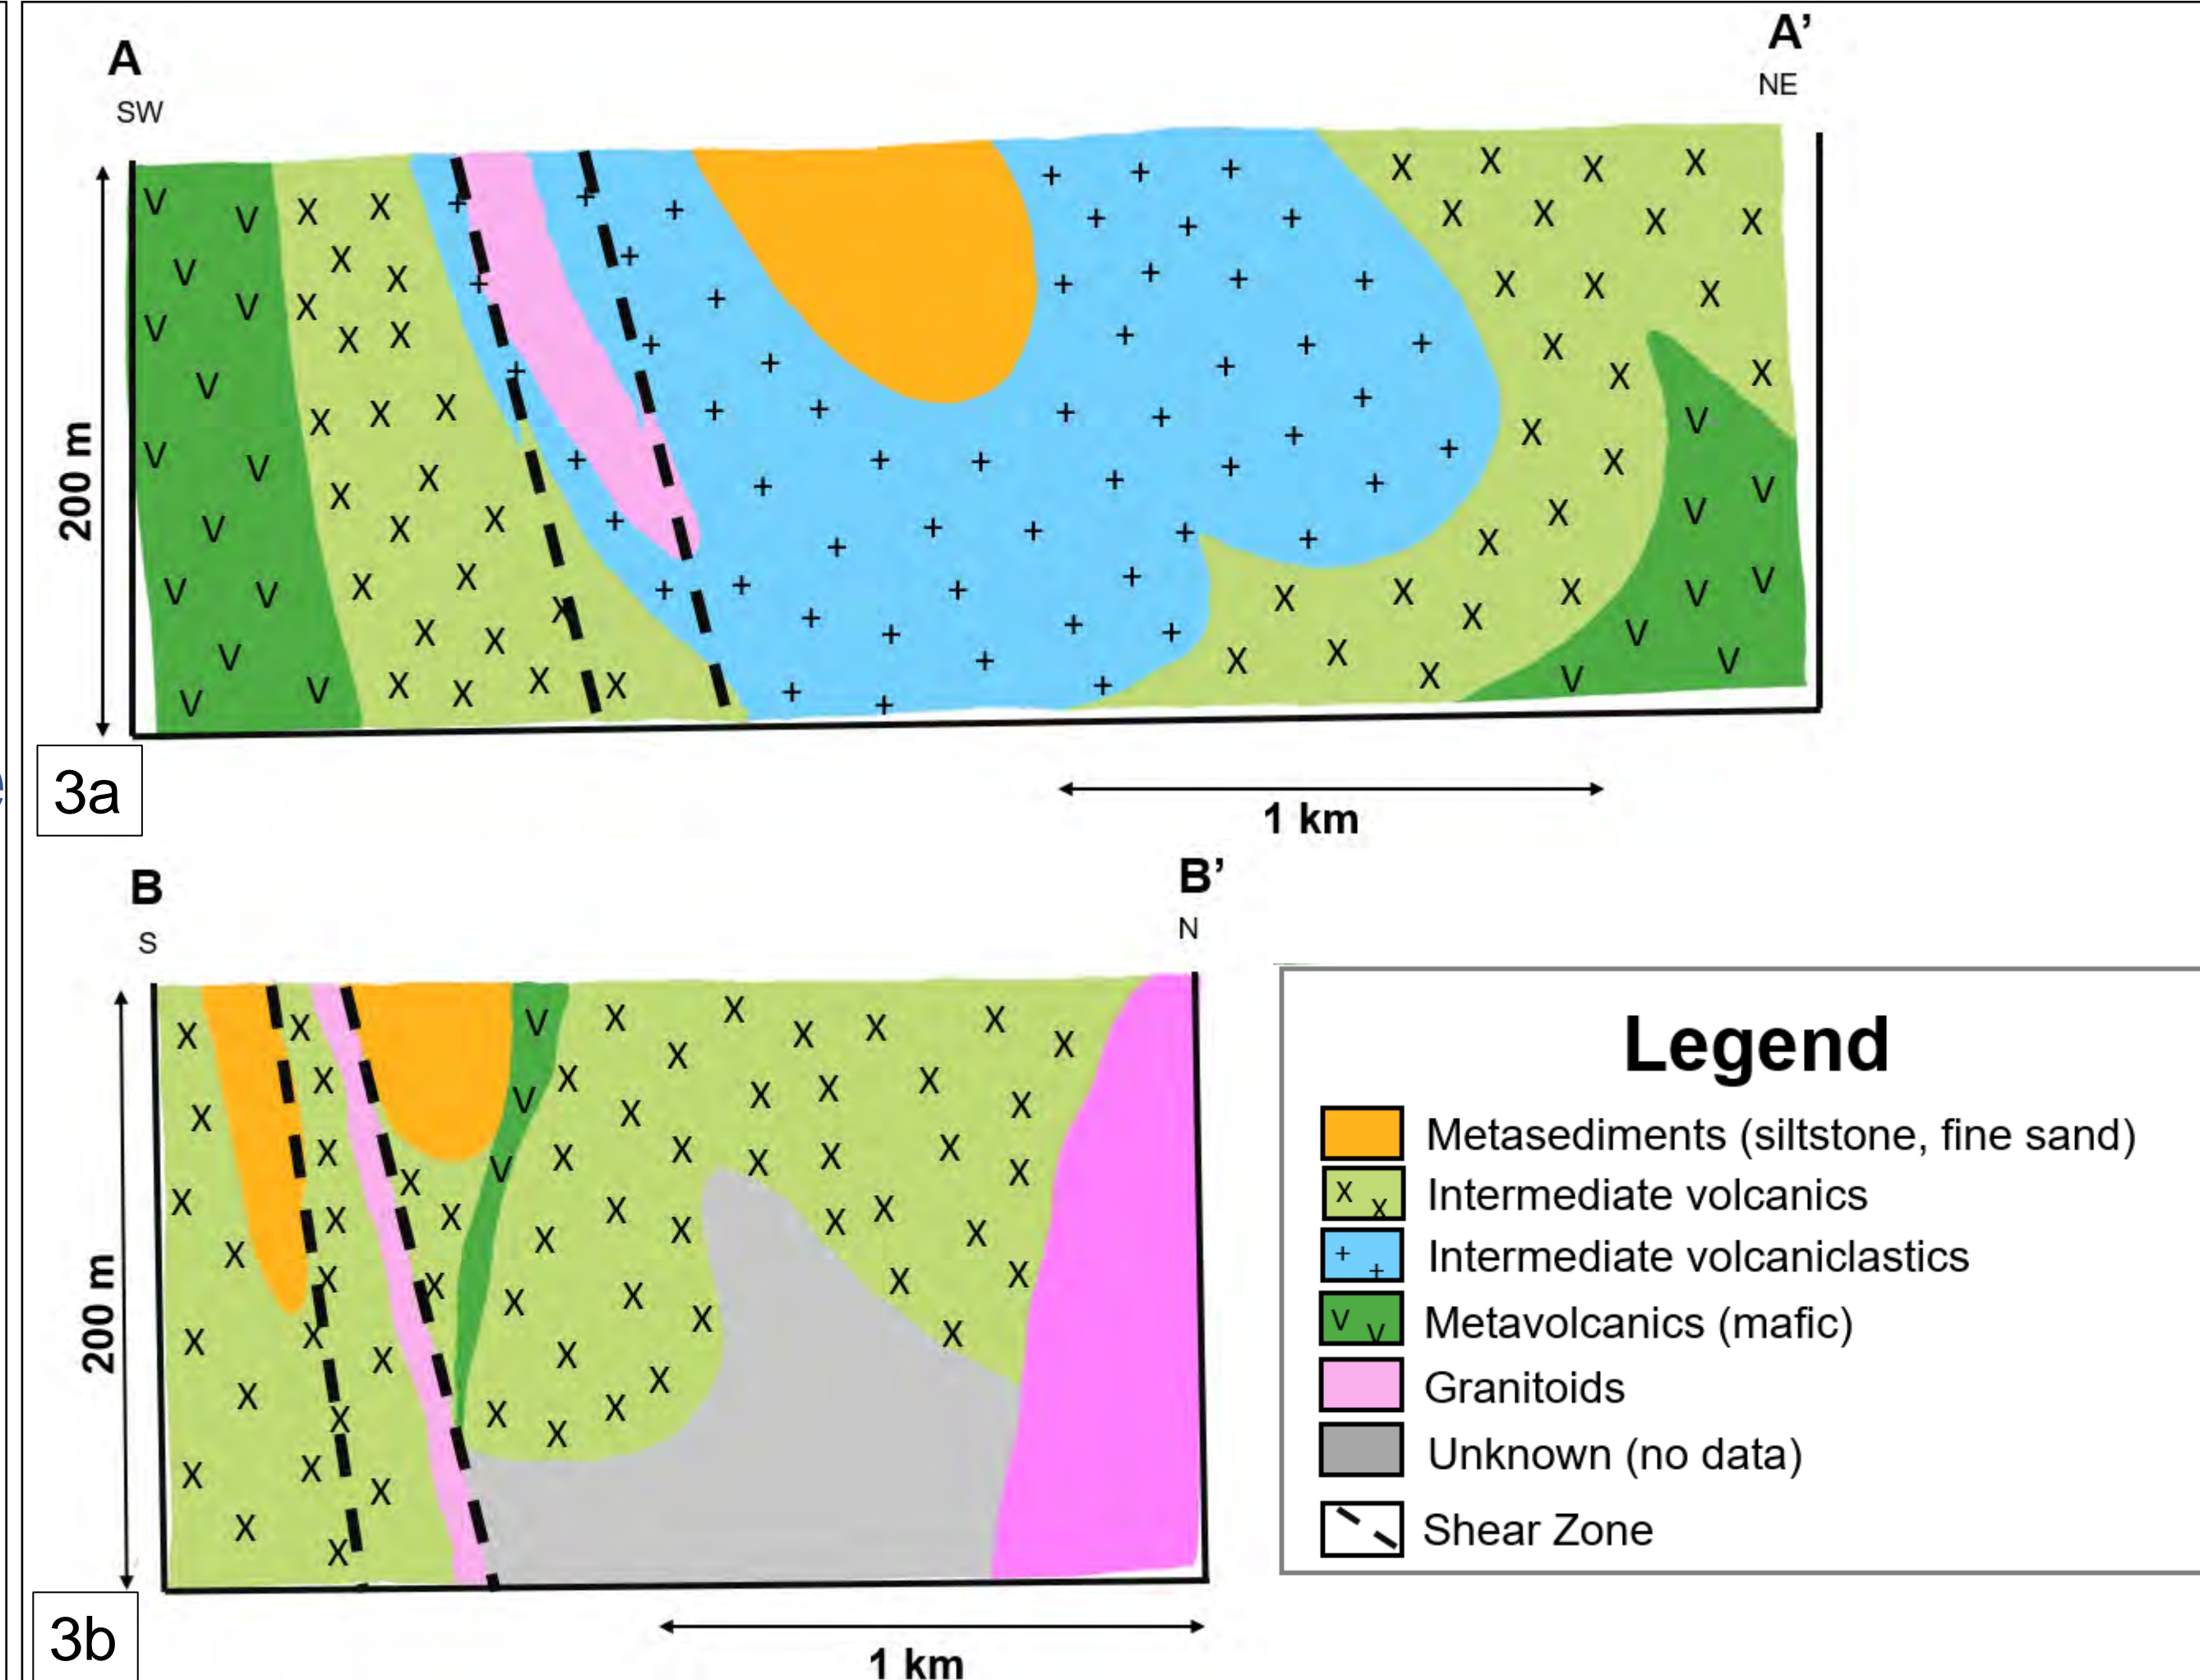 A
SW
A’
NE
200 m
3a
1 km
B
S
B’
N
200 m
3b
1 km
Legend
Metasediments (siltstone, fine sand)
Intermediate volcanics
Intermediate volcaniclastics
Metavolcanics (mafic)
Granitoids
Unknown (no data)
Shear Zone